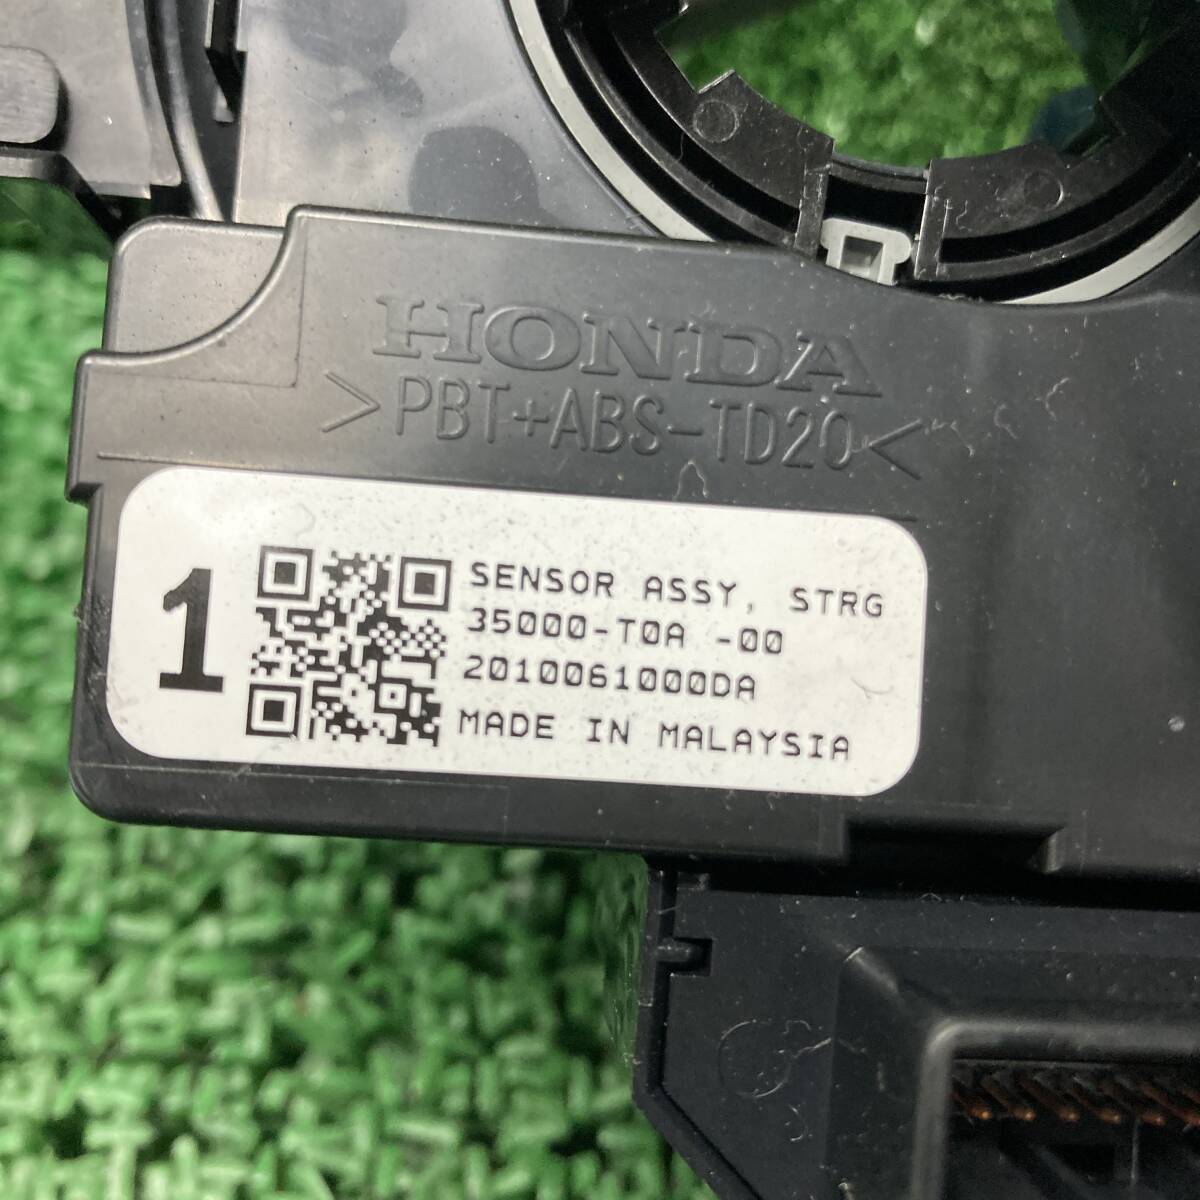 HONDA
>PBT+ABS-TD20<
1
SENSOR ASSY, STRG
35000-T0A -00
2010061000DA
MADE IN MALAYSIA